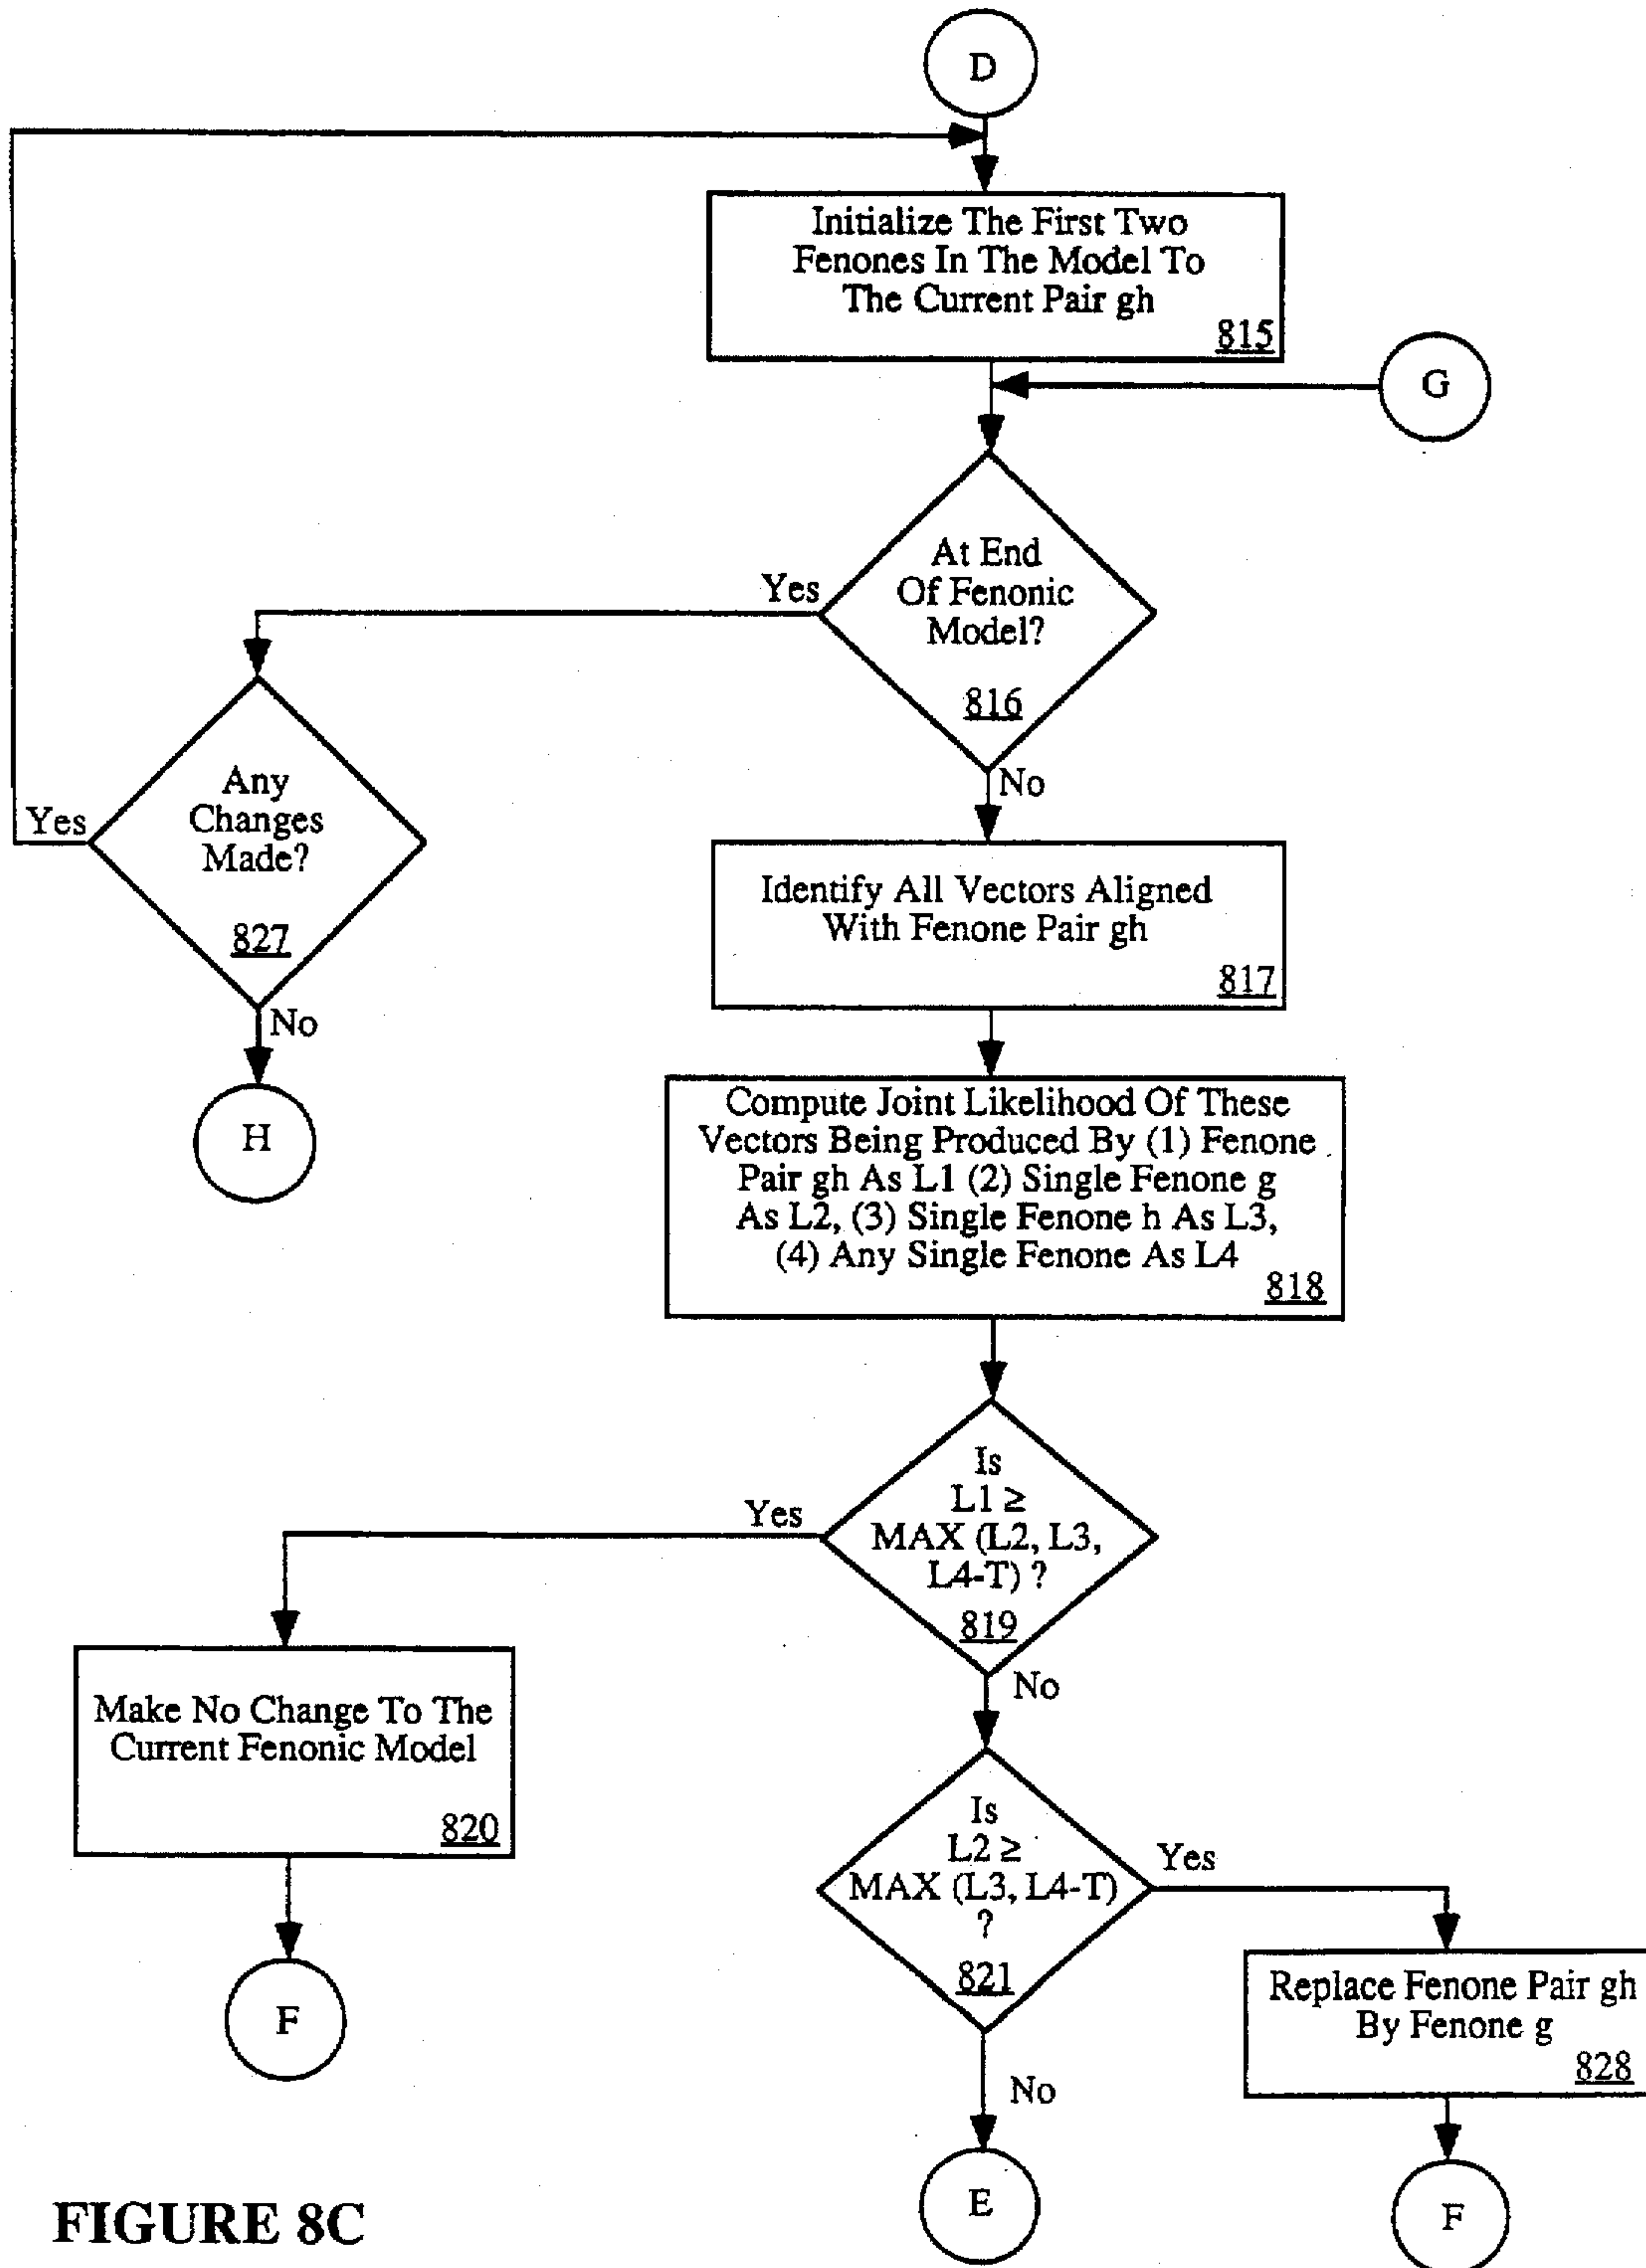 D
Initialize The First Two
Fenones In The Model To
The Current Pair gh
815
G
At End
Of Fenonic
Model?
816
Yes
No
Any
Changes
Made?
827
Yes
No
H
Identify All Vectors Aligned
With Fenone Pair gh
817
Compute Joint Likelihood Of These
Vectors Being Produced By (1) Fenone
Pair gh As L1 (2) Single Fenone g
As L2, (3) Single Fenone h As L3,
(4) Any Single Fenone As L4
818
Is
L1 ≥
MAX (L2, L3,
L4-T) ?
819
Yes
No
Make No Change To The
Current Fenonic Model
820
F
Is
L2 ≥
MAX (L3, L4-T)
?
821
Yes
No
Replace Fenone Pair gh
By Fenone g
828
E
F
FIGURE 8C